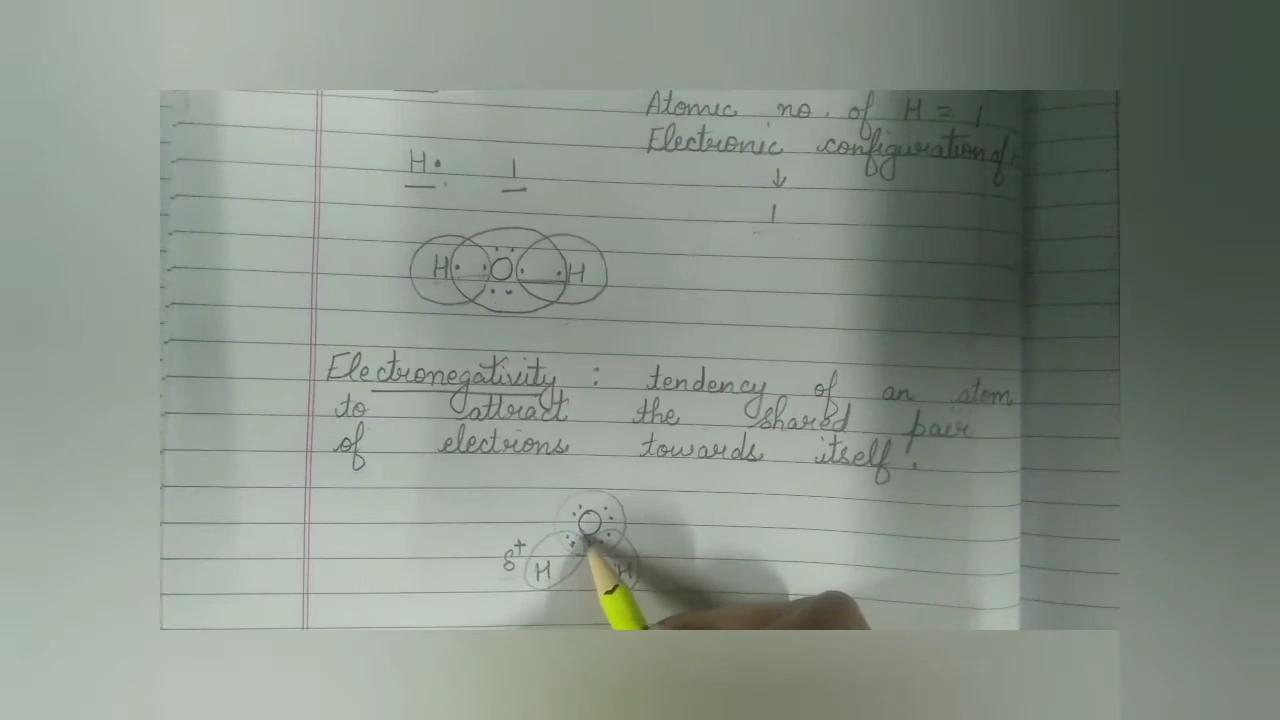 Atomic no. of H = 1
Electronic configuration of
↓
H• 1
1
H O H
Electronegativity : tendency of an atom
to attract the shared pair
of electrons towards itself.
O
δ+ H H